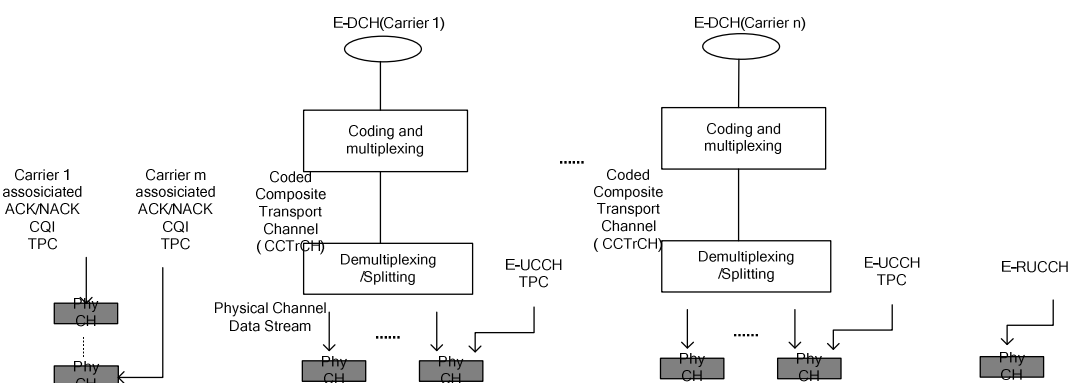 E-DCH(Carrier 1)
E-DCH(Carrier n)
Coding and
multiplexing
Coding and
multiplexing
......
Carrier 1
assosiciated
ACK/NACK
CQI
TPC
Carrier m
assosiciated
ACK/NACK
CQI
TPC
Coded
Composite
Transport
Channel
( CCTrCH)
Coded
Composite
Transport
Channel
( CCTrCH)
Demultiplexing
/Splitting
E-UCCH
TPC
Demultiplexing
/Splitting
E-UCCH
TPC
E-RUCCH
Physical Channel
Data Stream
......
......
Phy
CH
Phy
CH
Phy
CH
Phy
CH
Phy
CH
Phy
CH
Phy
CH